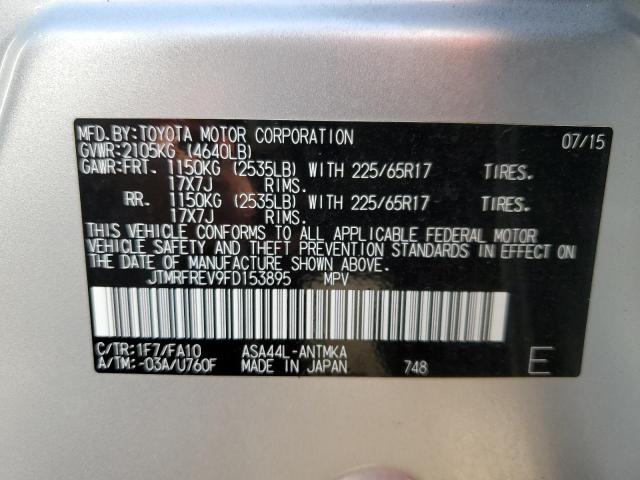 MFD.BY:TOYOTA MOTOR CORPORATION 07/15
GVWR:2105KG (4640LB)
GAWR:FRT. 1150KG (2535LB) WITH 225/65R17 TIRES.
17X7J RIMS.
RR. 1150KG (2535LB) WITH 225/65R17 TIRES.
17X7J RIMS.
THIS VEHICLE CONFORMS TO ALL APPLICABLE FEDERAL MOTOR
VEHICLE SAFETY AND THEFT PREVENTION STANDARDS IN EFFECT ON
THE DATE OF MANUFACTURE SHOWN ABOVE.
JTMRFREV9FD153895 MPV
C/TR:1F7/FA10 ASA44L-ANTMKA
A/TM:-03A/U760F MADE IN JAPAN 748 E